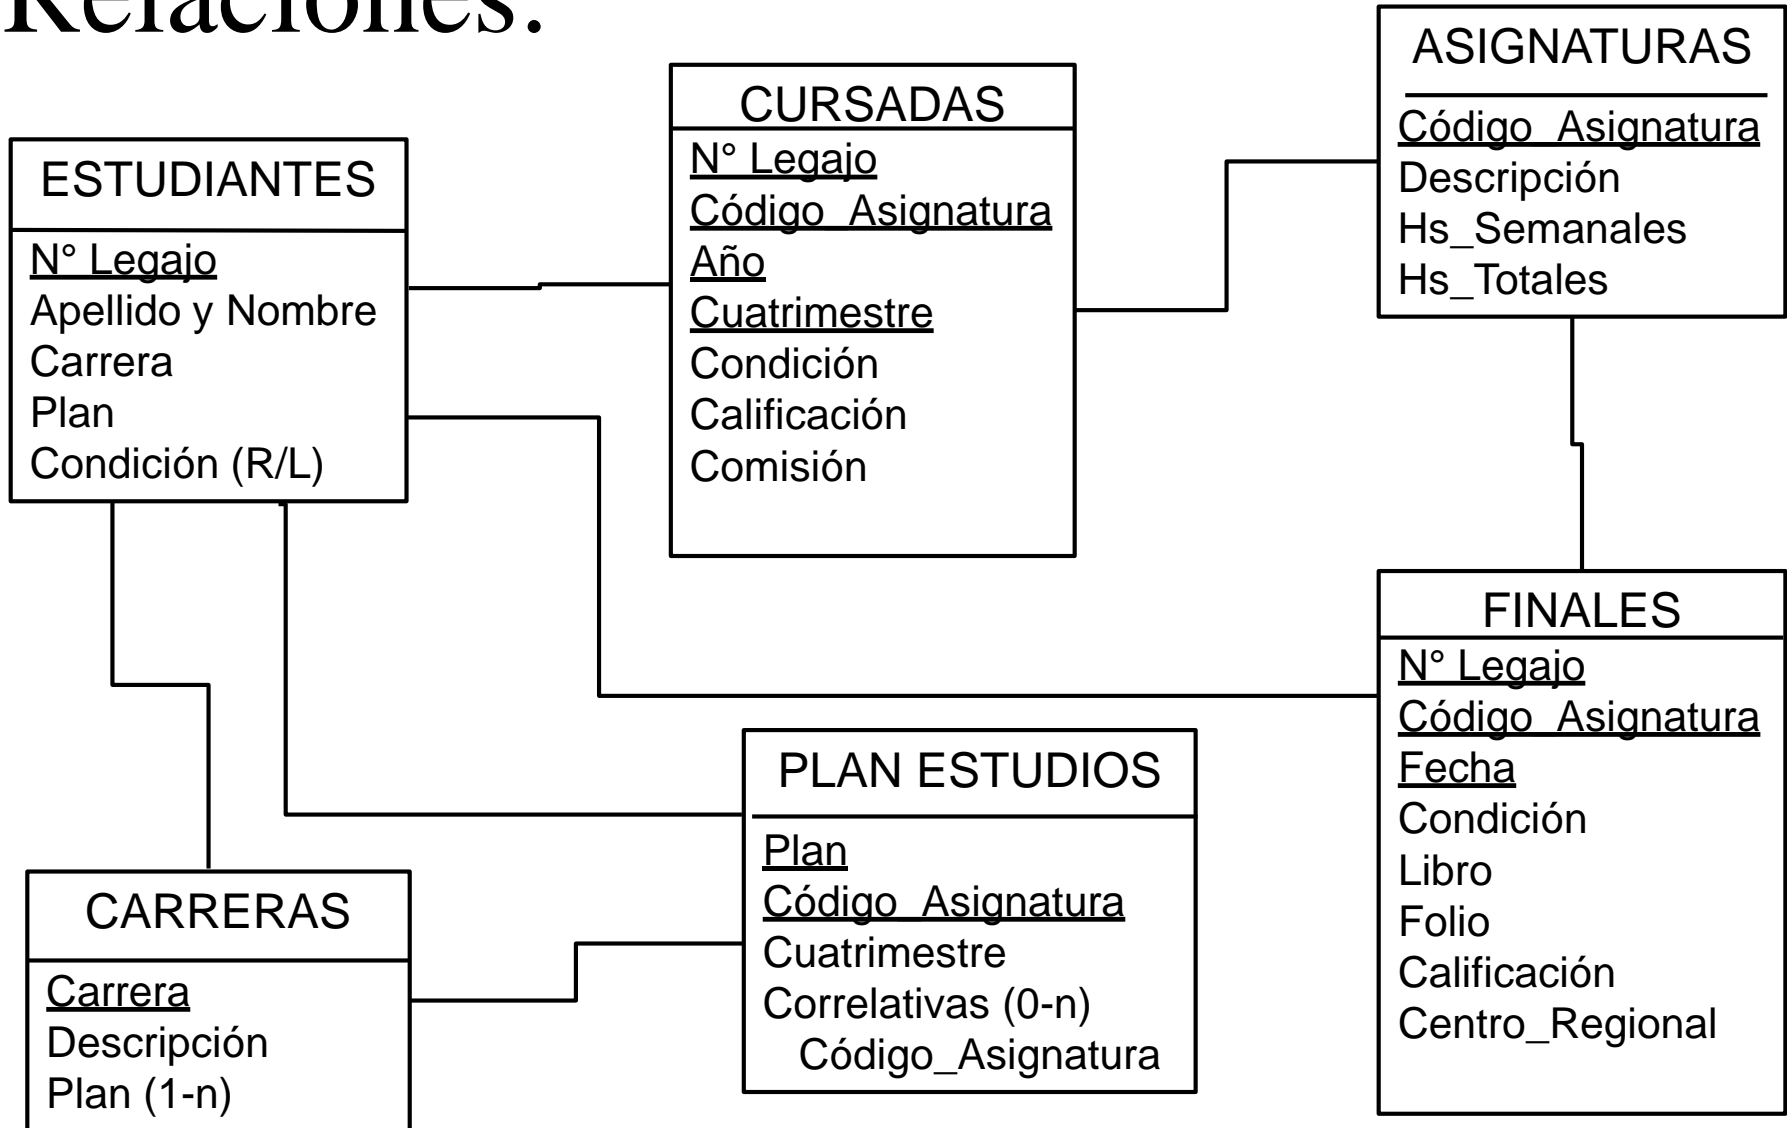 Relaciones:
ESTUDIANTES
N° Legajo
Apellido y Nombre
Carrera
Plan
Condición (R/L)
CURSADAS
N° Legajo
Código_Asignatura
Año
Cuatrimestre
Condición
Calificación
Comisión
ASIGNATURAS
Código_Asignatura
Descripción
Hs_Semanales
Hs_Totales
CARRERAS
Carrera
Descripción
Plan (1-n)
PLAN ESTUDIOS
Plan
Código_Asignatura
Cuatrimestre
Correlativas (0-n)
Código_Asignatura
FINALES
N° Legajo
Código_Asignatura
Fecha
Condición
Libro
Folio
Calificación
Centro_Regional